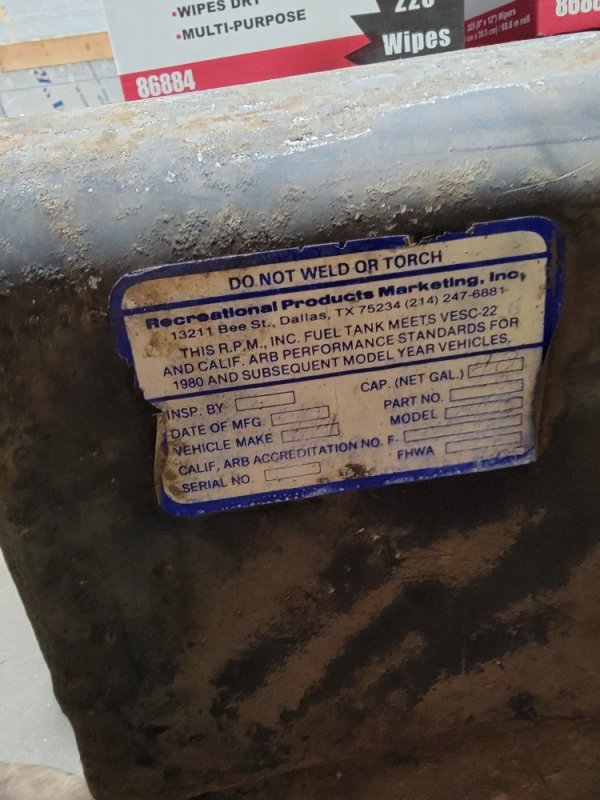 •WIPES DRY
•MULTI-PURPOSE
220
Wipes
86884
DO NOT WELD OR TORCH
Recreational Products Marketing, Inc.
13211 Bee St., Dallas, TX 75234 (214) 247-6881
THIS R.P.M., INC. FUEL TANK MEETS VESC-22
AND CALIF. ARB PERFORMANCE STANDARDS FOR
1980 AND SUBSEQUENT MODEL YEAR VEHICLES.
INSP. BY
CAP. (NET GAL.)
DATE OF MFG.
PART NO.
VEHICLE MAKE
MODEL
CALIF. ARB ACCREDITATION NO. F-
SERIAL NO.
FHWA